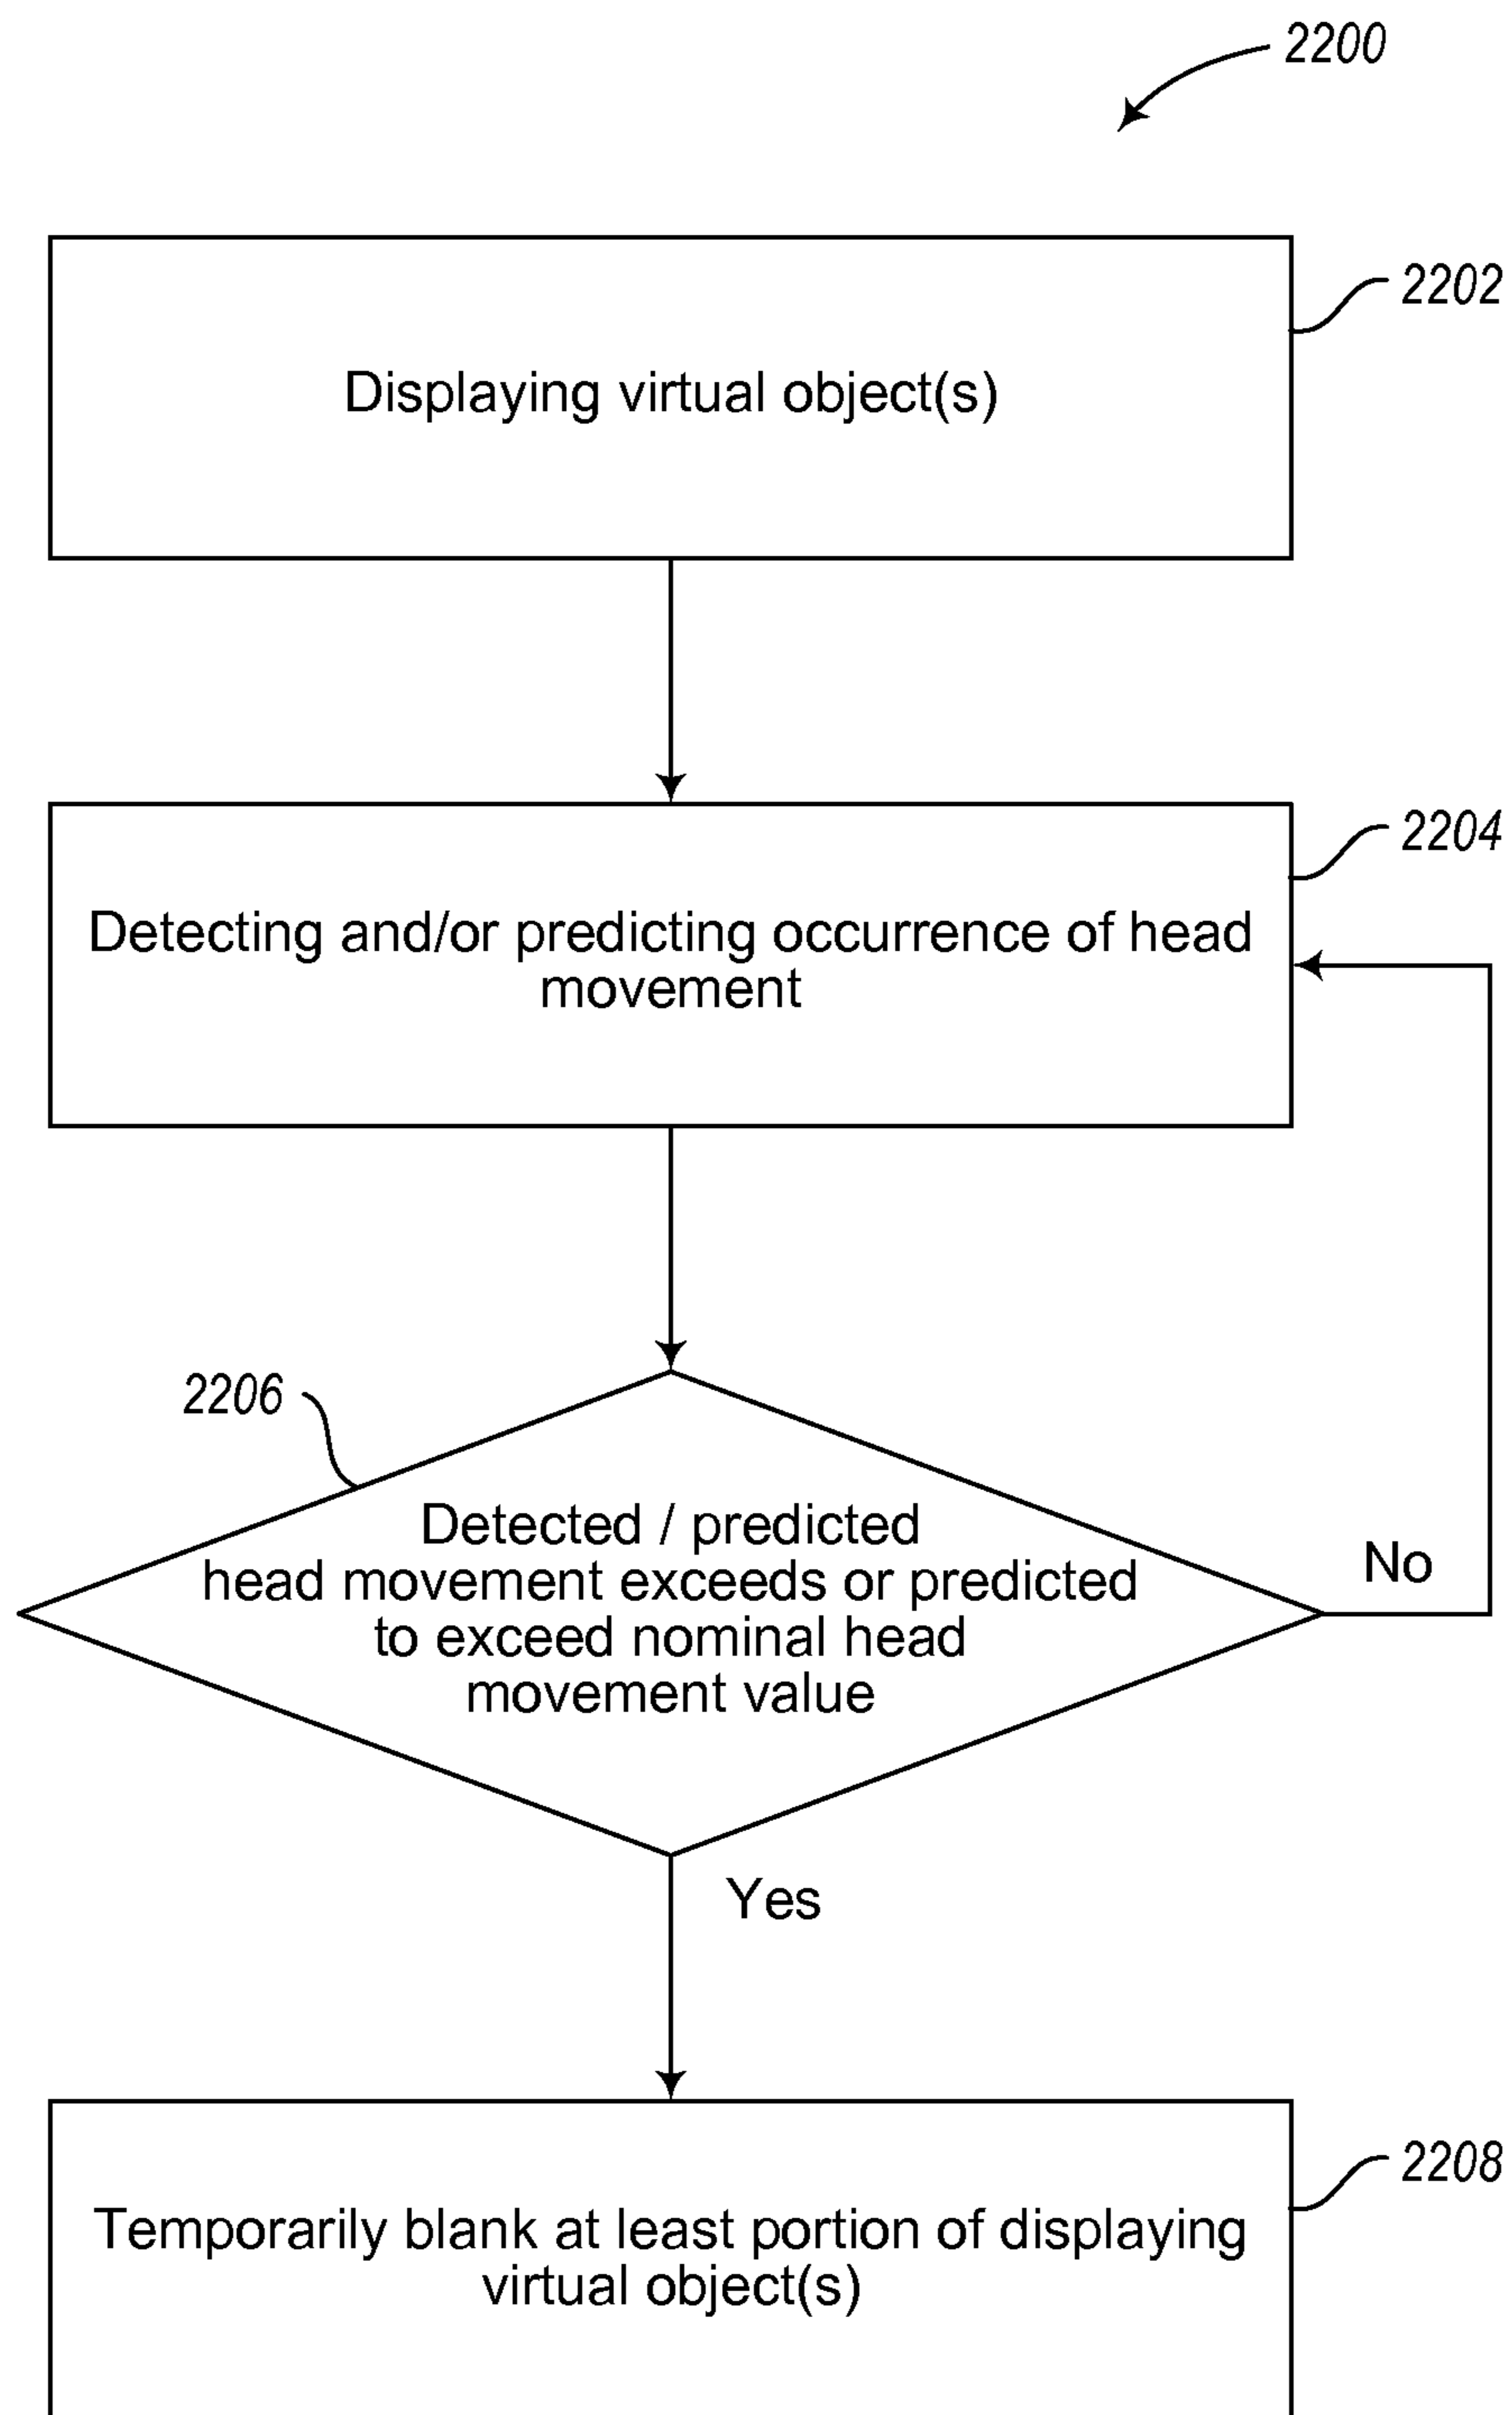 2200
2202
Displaying virtual object(s)
2204
Detecting and/or predicting occurrence of head
movement
2206
Detected / predicted
head movement exceeds or predicted
to exceed nominal head
movement value
No
Yes
2208
Temporarily blank at least portion of displaying
virtual object(s)